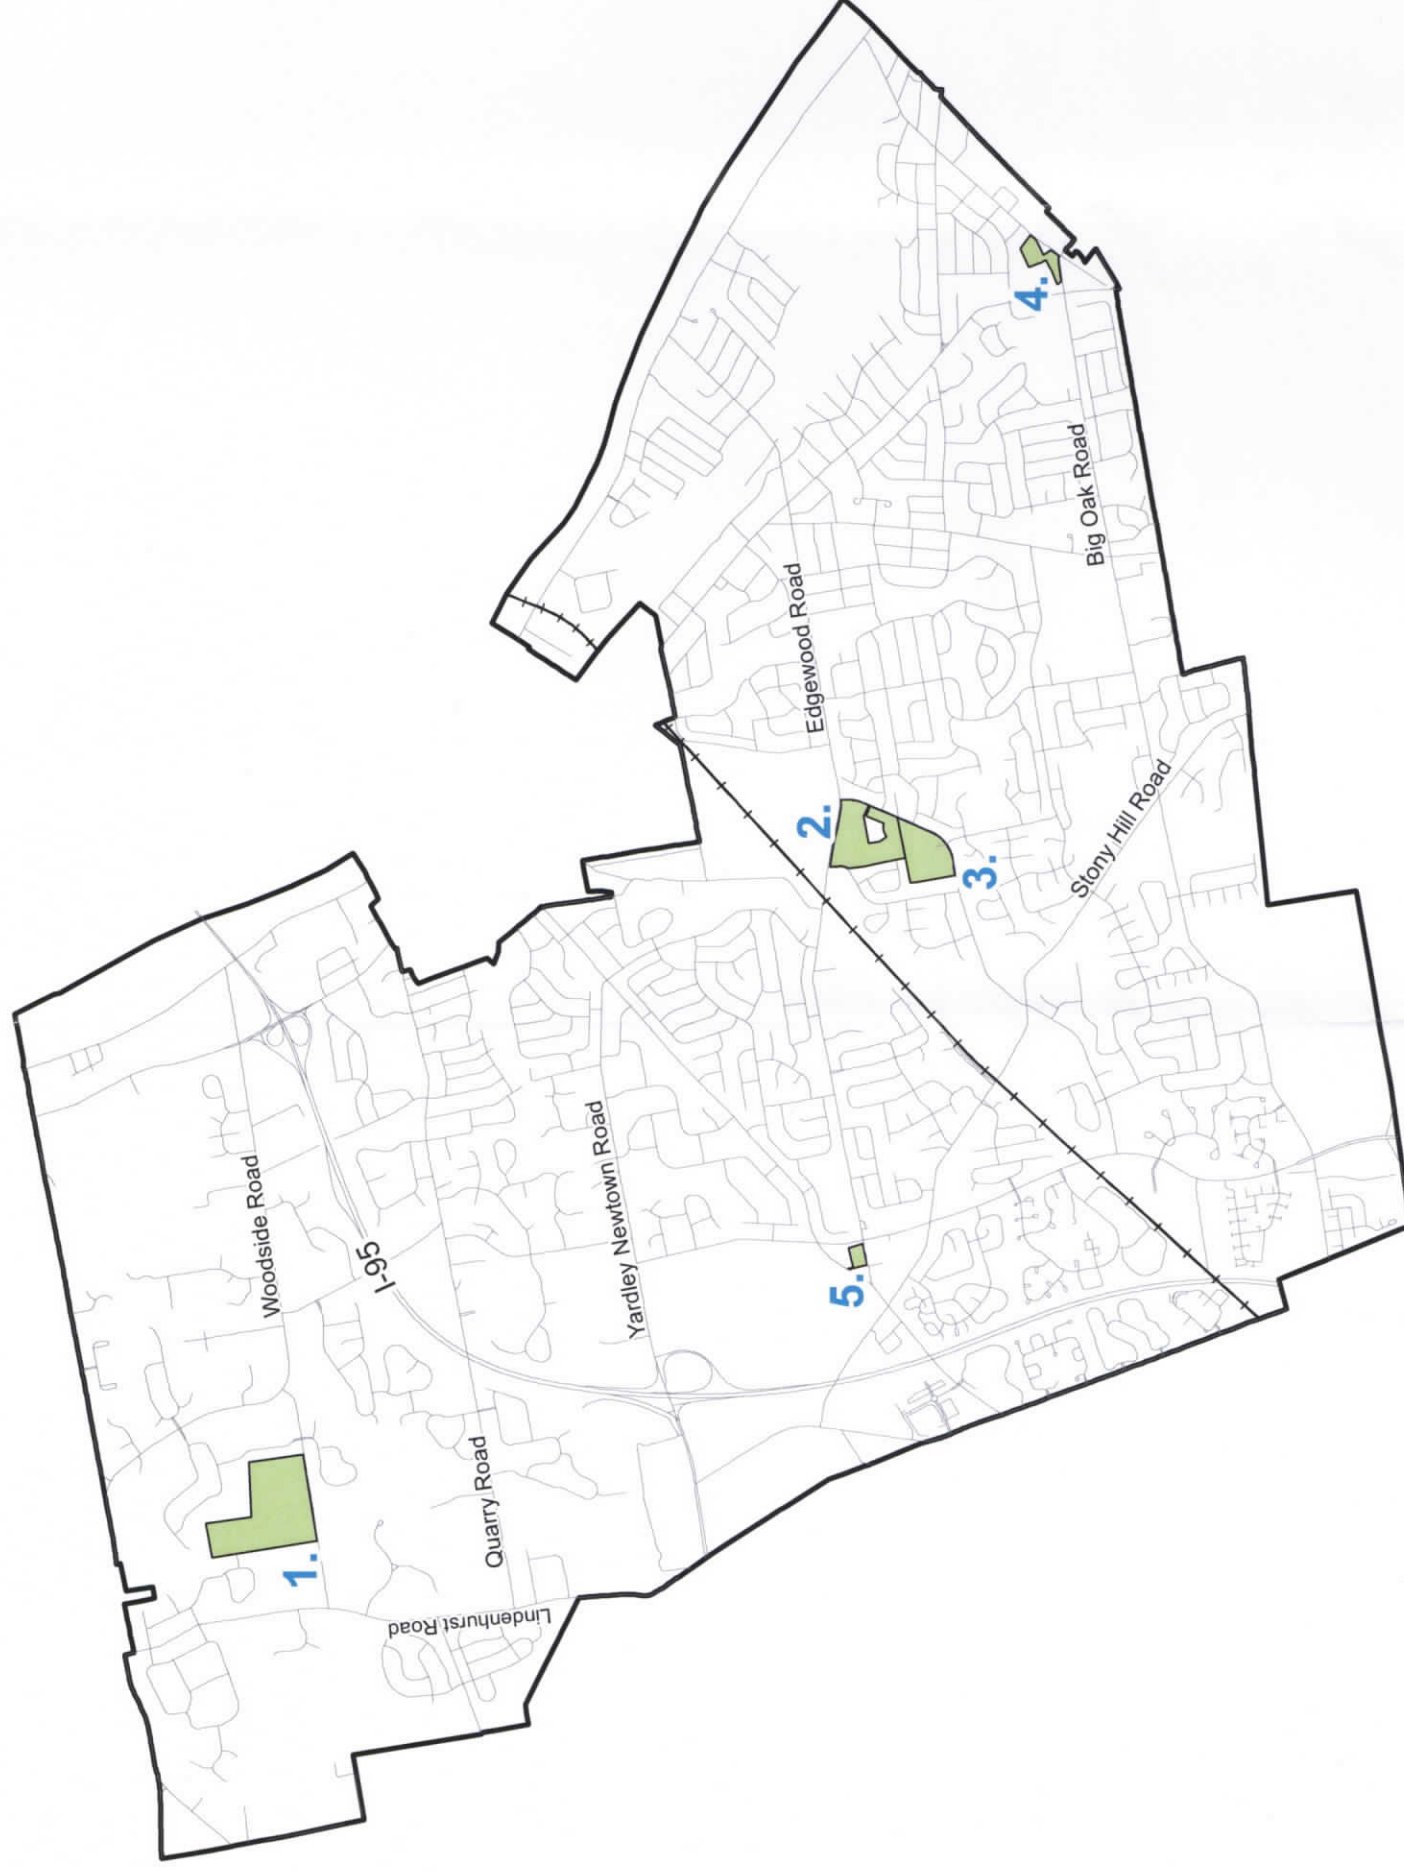 Woodside Road
I-95
1.
Quarry Road
Lindenhurst Road
Yardley Newtown Road
5.
2.
3.
Edgewood Road
Stony Hill Road
Big Oak Road
4.